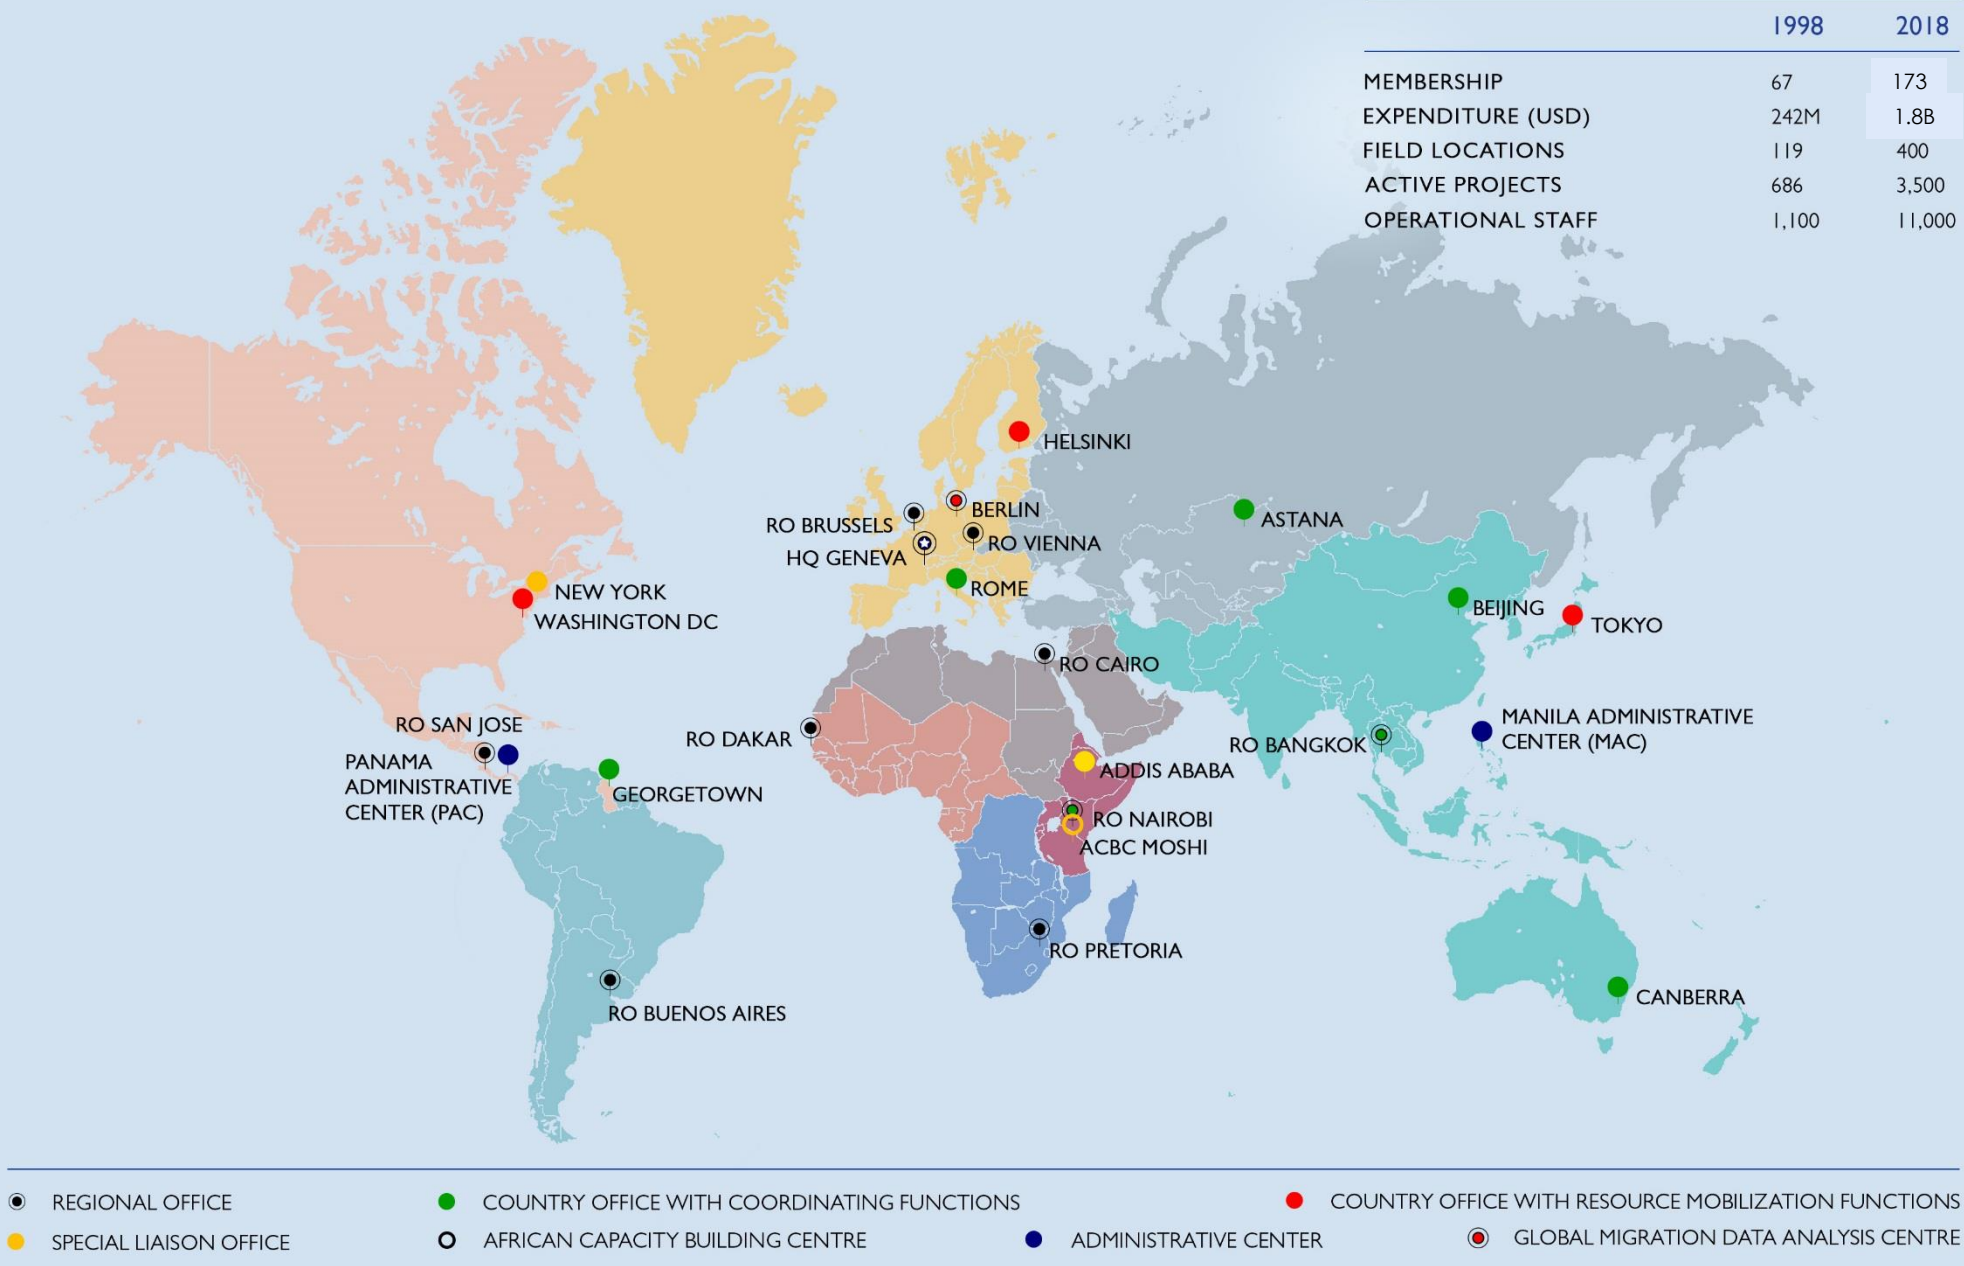 1998 2018
MEMBERSHIP 67 173
EXPENDITURE (USD) 242M 1.8B
FIELD LOCATIONS 119 400
ACTIVE PROJECTS 686 3,500
OPERATIONAL STAFF 1,100 11,000
HELSINKI
BERLIN
RO BRUSSELS
ASTANA
RO VIENNA
HQ GENEVA
ROME
NEW YORK
WASHINGTON DC
BEIJING
TOKYO
RO CAIRO
RO SAN JOSE
RO DAKAR
MANILA ADMINISTRATIVE
CENTER (MAC)
RO BANGKOK
PANAMA
ADMINISTRATIVE
CENTER (PAC)
ADDIS ABABA
GEORGETOWN
RO NAIROBI
ACBC MOSHI
RO PRETORIA
CANBERRA
RO BUENOS AIRES
REGIONAL OFFICE
COUNTRY OFFICE WITH COORDINATING FUNCTIONS
COUNTRY OFFICE WITH RESOURCE MOBILIZATION FUNCTIONS
SPECIAL LIAISON OFFICE
AFRICAN CAPACITY BUILDING CENTRE
ADMINISTRATIVE CENTER
GLOBAL MIGRATION DATA ANALYSIS CENTRE